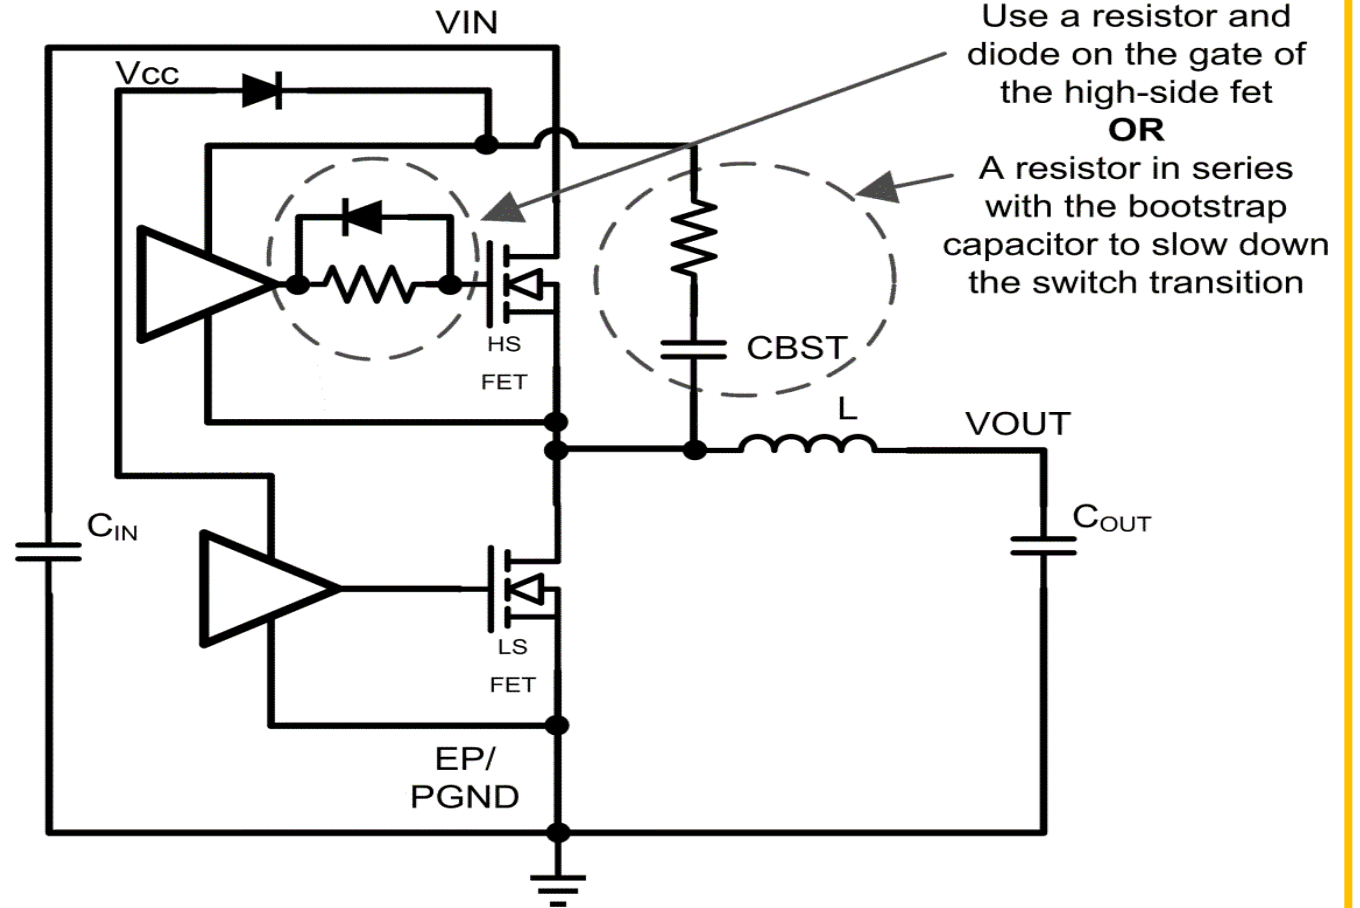 VIN
Use a resistor and
diode on the gate of
the high-side fet
OR
A resistor in series
with the bootstrap
capacitor to slow down
the switch transition
Vcc
HS
FET
CBST
L
VOUT
CIN
COUT
LS
FET
EP/
PGND